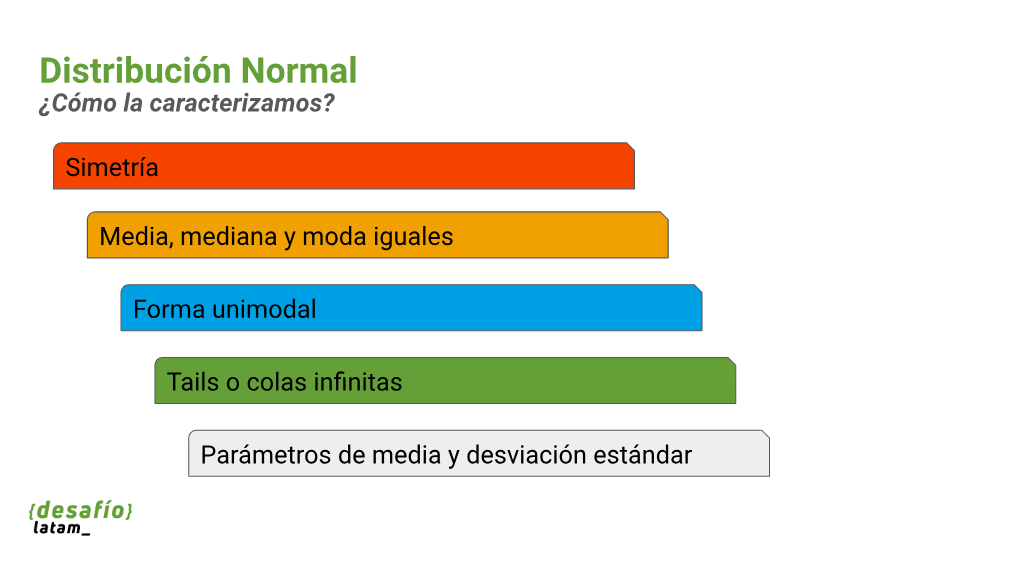 Distribución Normal
¿Cómo la caracterizamos?
Simetría
Media, mediana y moda iguales
Forma unimodal
Tails o colas infinitas
Parámetros de media y desviación estándar
{desafío}
latam_